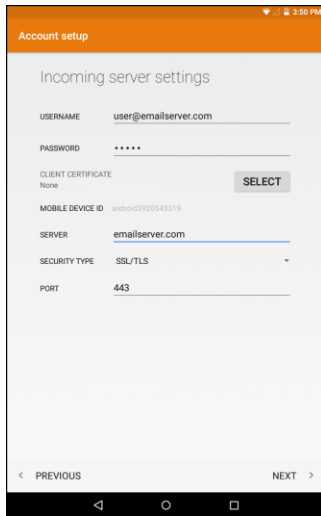 3:50 PM
Account setup
Incoming server settings
USERNAME user@emailserver.com
PASSWORD •••••
CLIENT CERTIFICATE
None
SELECT
MOBILE DEVICE ID android2920543319
SERVER emailserver.com
SECURITY TYPE SSL/TLS
PORT 443
< PREVIOUS NEXT >